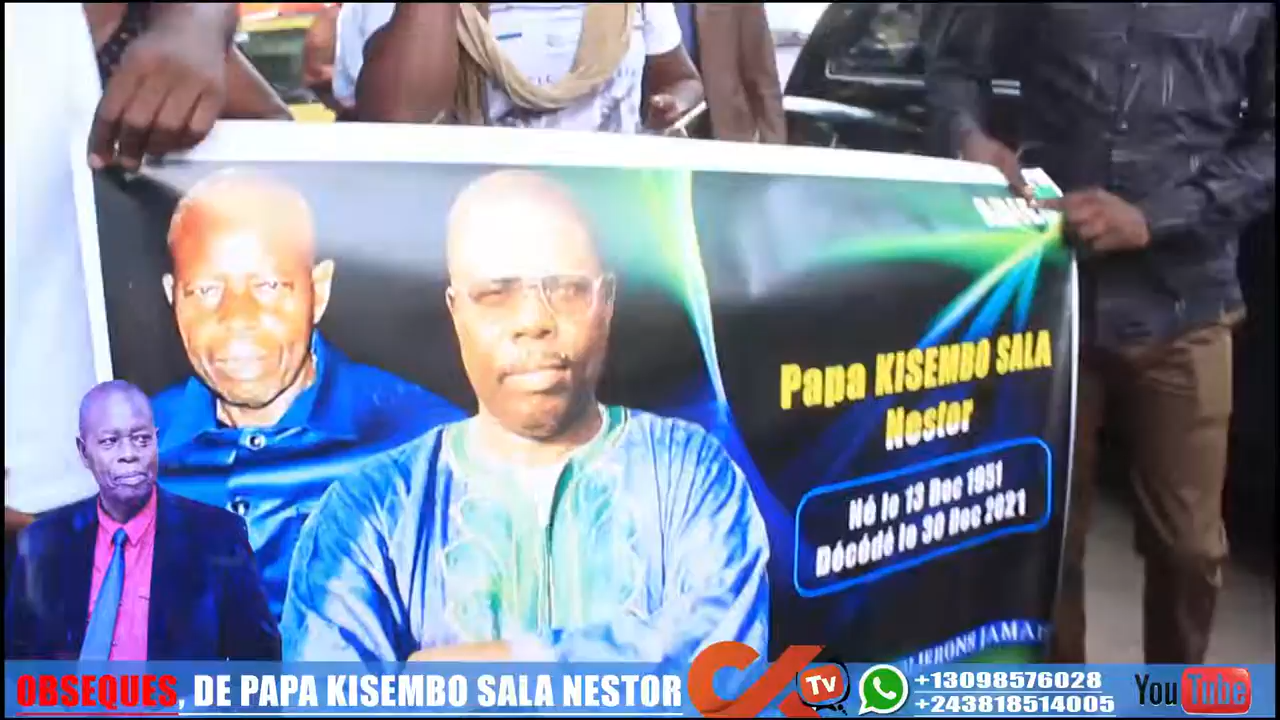 Papa KISEMBO SALA
Nestor
Né le 13 Dec 1951
Décédé le 30 Dec 2021
OBSEQUES, DE PAPA KISEMBO SALA NESTOR
Tv
+13098576028
+243818514005
YouTube